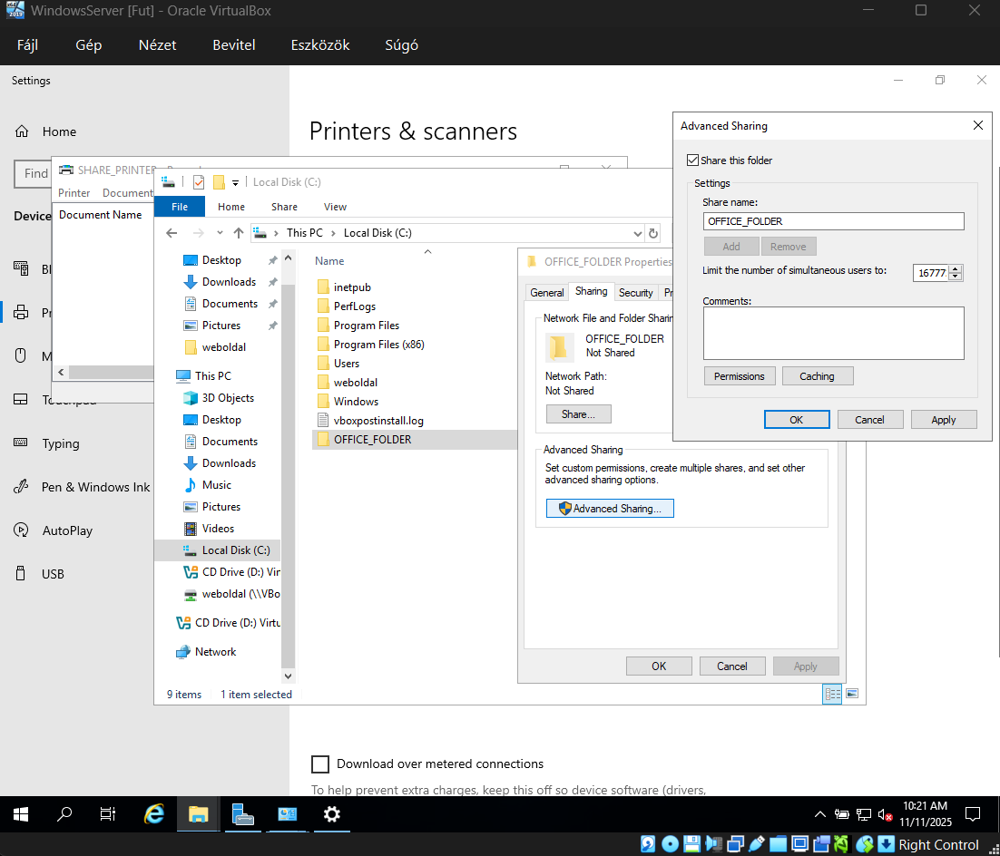 WindowsServer [Fut] - Oracle VirtualBox
Fájl Gép Nézet Bevitel Eszközök Súgó
Settings
Home
Find
Device
Bl
Pr
M
Touchpad
Typing
Pen & Windows Ink
AutoPlay
USB
Printers & scanners
Download over metered connections
To help prevent extra charges, keep this off so device software (drivers,
SHARE_PRINTER
Printer Document
Document Name
Local Disk (C:)
File Home Share View
This PC Local Disk (C:)
Desktop
Downloads
Documents
Pictures
weboldal
This PC
3D Objects
Desktop
Documents
Downloads
Music
Pictures
Videos
Local Disk (C:)
CD Drive (D:) Vir
weboldal (\\VBo
CD Drive (D:) Virtu
Network
Name
inetpub
PerfLogs
Program Files
Program Files (x86)
Users
weboldal
Windows
vboxpostinstall.log
OFFICE_FOLDER
9 items 1 item selected
OFFICE_FOLDER Properties
General Sharing Security Pr
Network File and Folder Sharin
OFFICE_FOLDER
Not Shared
Network Path:
Not Shared
Share...
Advanced Sharing
Set custom permissions, create multiple shares, and set other
advanced sharing options.
Advanced Sharing...
OK Cancel Apply
Advanced Sharing
Share this folder
Settings
Share name:
OFFICE_FOLDER
Add Remove
Limit the number of simultaneous users to: 16777
Comments:
Permissions Caching
OK Cancel Apply
10:21 AM
11/11/2025
Right Control